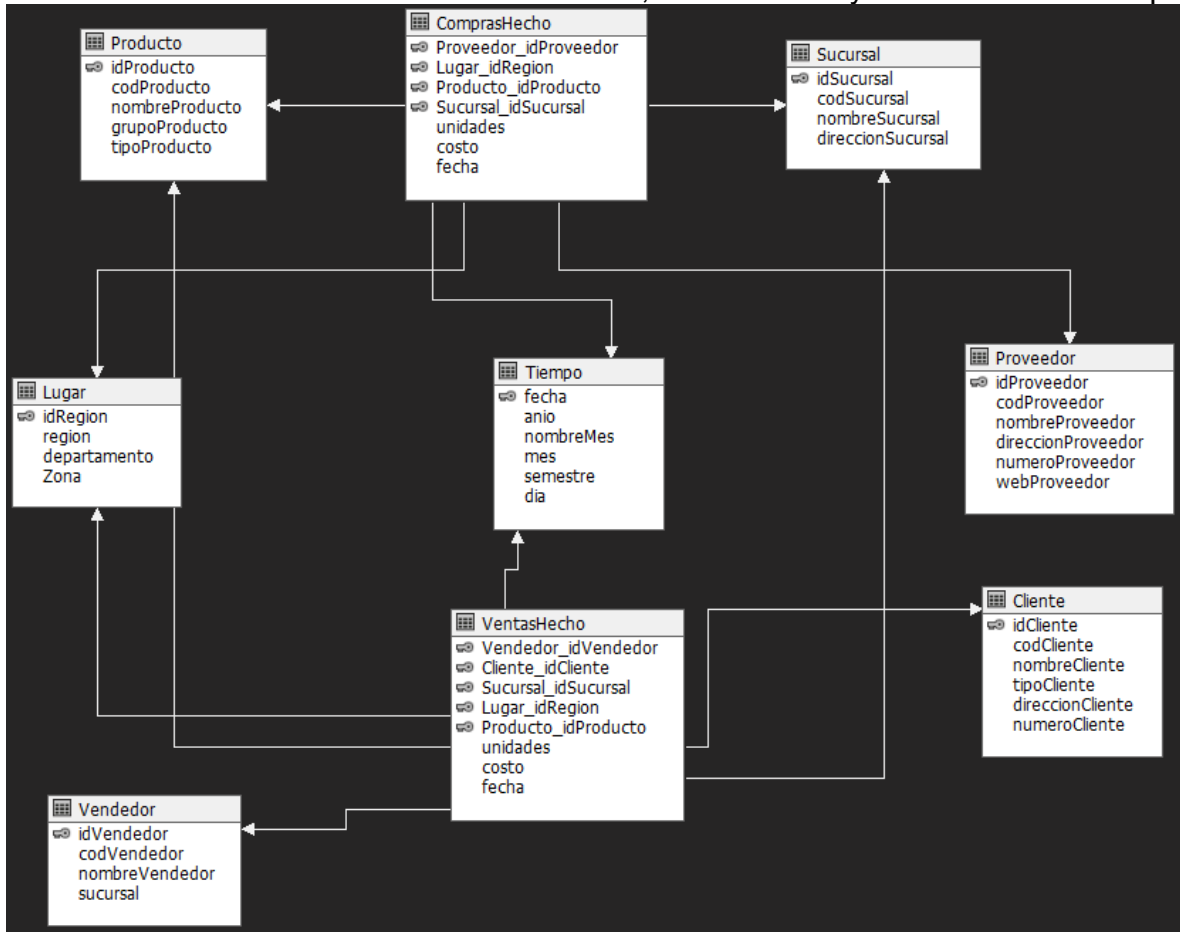 Producto
idProducto
codProducto
nombreProducto
grupoProducto
tipoProducto
ComprasHecho
Proveedor_idProveedor
Lugar_idRegion
Producto_idProducto
Sucursal_idSucursal
unidades
costo
fecha
Sucursal
idSucursal
codSucursal
nombreSucursal
direccionSucursal
Lugar
idRegion
region
departamento
Zona
Tiempo
fecha
anio
nombreMes
mes
semestre
dia
Proveedor
idProveedor
codProveedor
nombreProveedor
direccionProveedor
numeroProveedor
webProveedor
VentasHecho
Vendedor_idVendedor
Cliente_idCliente
Sucursal_idSucursal
Lugar_idRegion
Producto_idProducto
unidades
costo
fecha
Cliente
idCliente
codCliente
nombreCliente
tipoCliente
direccionCliente
numeroCliente
Vendedor
idVendedor
codVendedor
nombreVendedor
sucursal